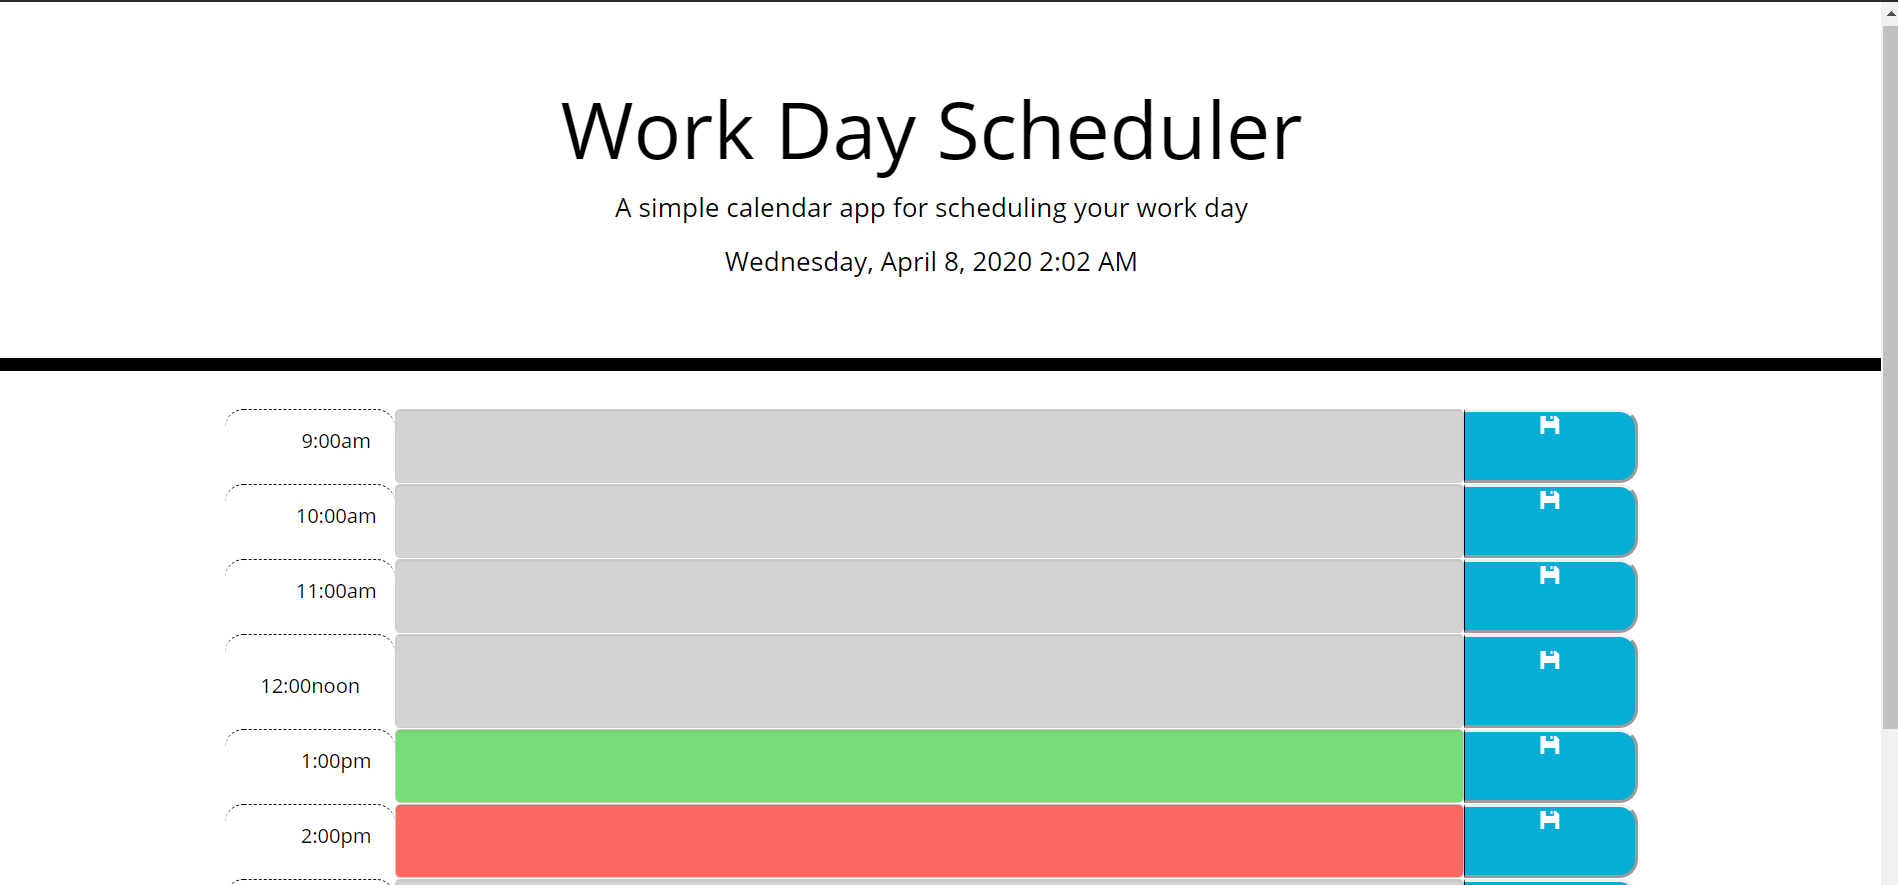 Work Day Scheduler
A simple calendar app for scheduling your work day
Wednesday, April 8, 2020 2:02 AM
9:00am
10:00am
11:00am
12:00noon
1:00pm
2:00pm